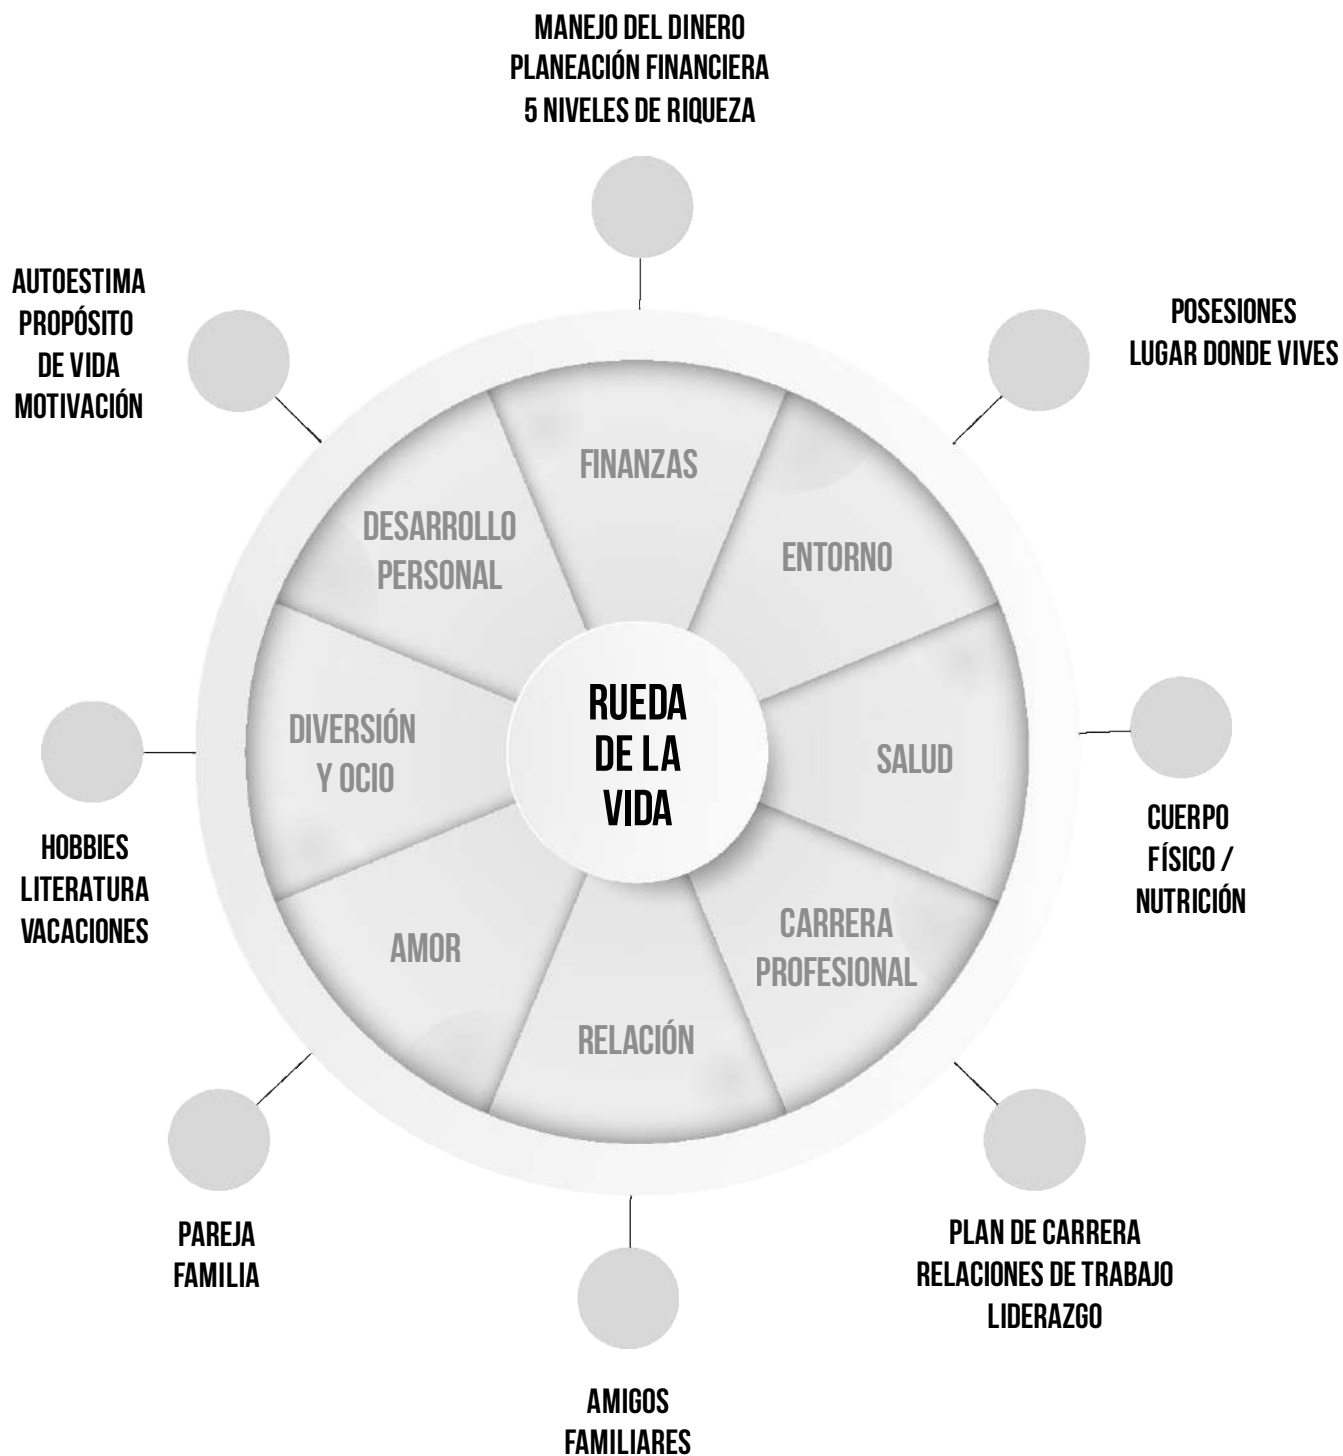 MANEJO DEL DINERO
PLANEACIÓN FINANCIERA
5 NIVELES DE RIQUEZA
AUTOESTIMA
PROPÓSITO
DE VIDA
MOTIVACIÓN
POSESIONES
LUGAR DONDE VIVES
FINANZAS
DESARROLLO
PERSONAL
ENTORNO
RUEDA
DE LA
VIDA
DIVERSIÓN
Y OCIO
SALUD
HOBBIES
LITERATURA
VACACIONES
CUERPO
FÍSICO /
NUTRICIÓN
AMOR
CARRERA
PROFESIONAL
RELACIÓN
PAREJA
FAMILIA
PLAN DE CARRERA
RELACIONES DE TRABAJO
LIDERAZGO
AMIGOS
FAMILIARES